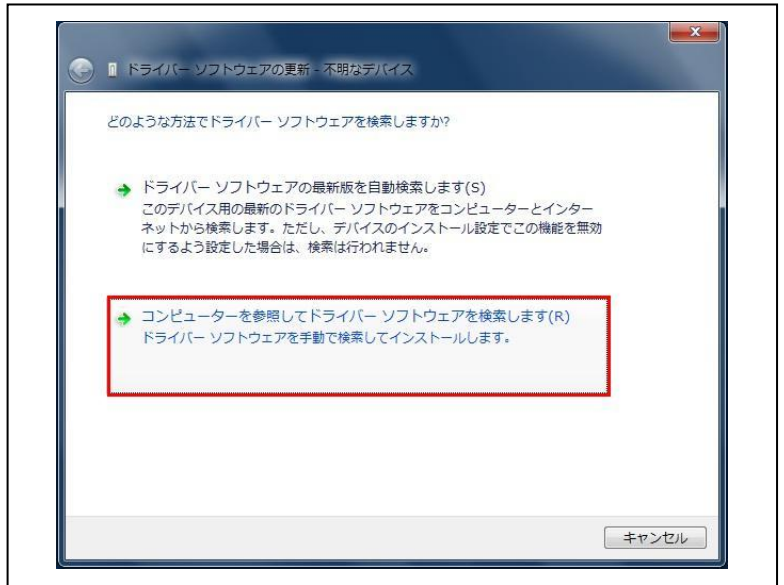 ドライバー ソフトウェアの更新 - 不明なデバイス
どのような方法でドライバー ソフトウェアを検索しますか?
ドライバー ソフトウェアの最新版を自動検索します(S)
このデバイス用の最新のドライバー ソフトウェアをコンピューターとインター
ネットから検索します。ただし、デバイスのインストール設定でこの機能を無効
にするよう設定した場合は、検索は行われません。
コンピューターを参照してドライバー ソフトウェアを検索します(R)
ドライバー ソフトウェアを手動で検索してインストールします。
キャンセル